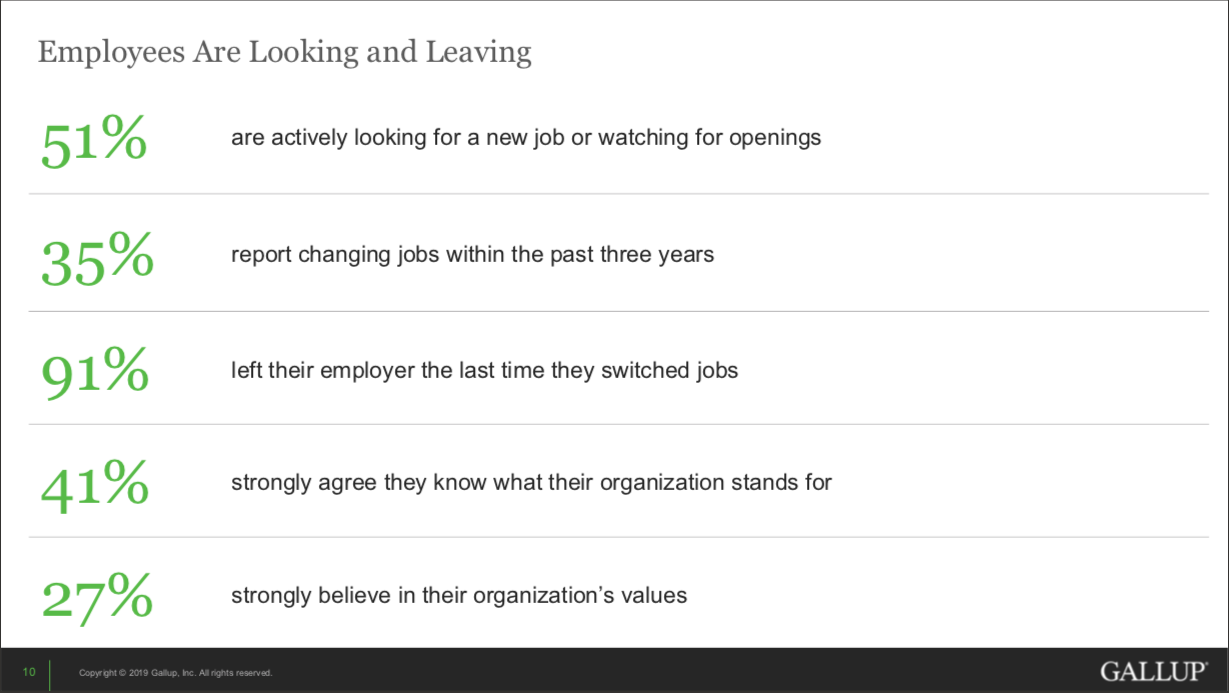 Employees Are Looking and Leaving
51% are actively looking for a new job or watching for openings
35% report changing jobs within the past three years
91% left their employer the last time they switched jobs
41% strongly agree they know what their organization stands for
27% strongly believe in their organization’s values
10 Copyright © 2019 Gallup, Inc. All rights reserved. GALLUP®